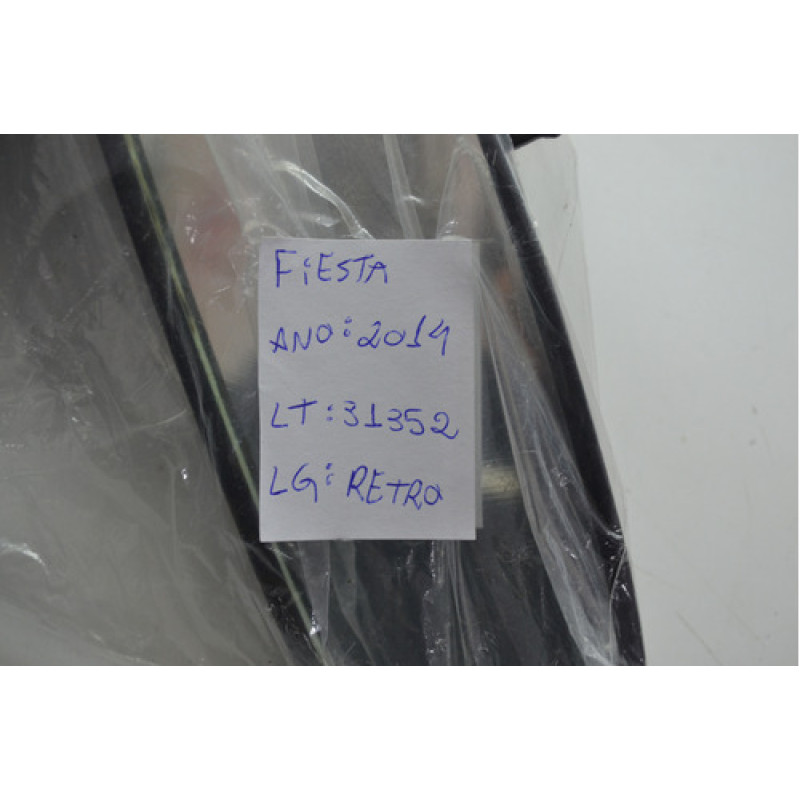 FiESTA
ANO: 2014
LT: 31352
LG: RETRO